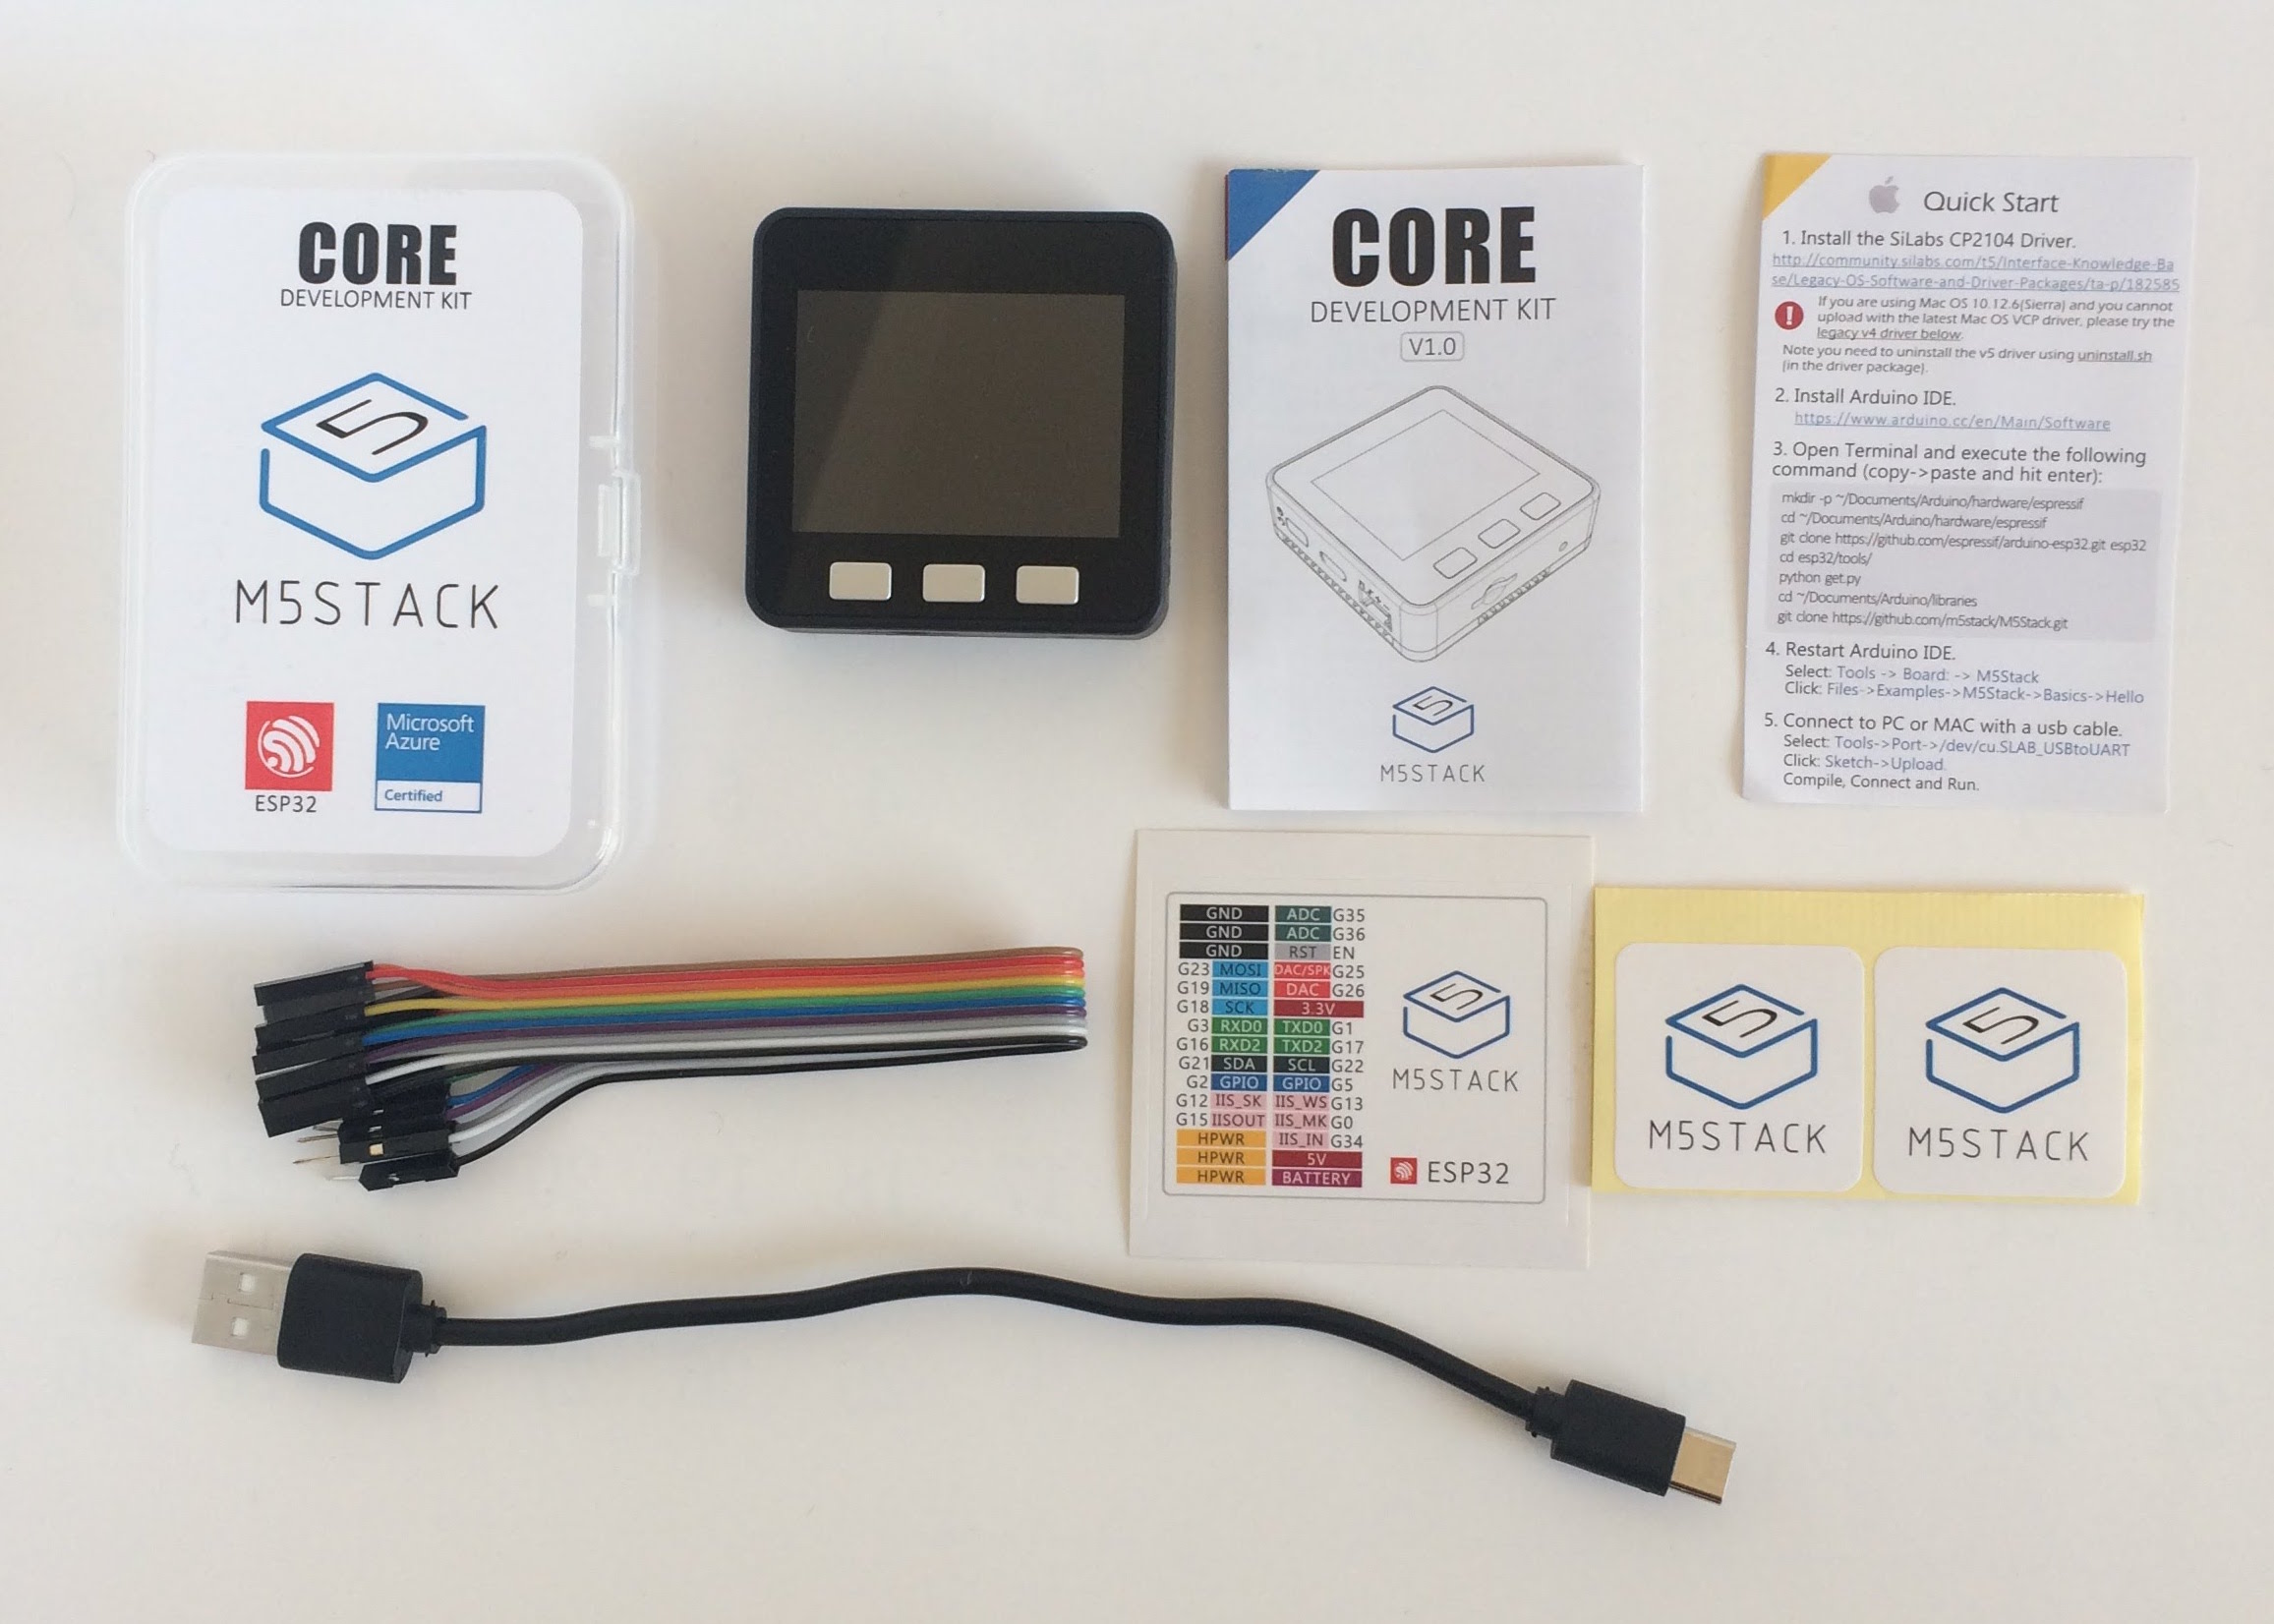 CORE
DEVELOPMENT KIT
5
M5STACK
ESP32
Microsoft
Azure
Certified
CORE
DEVELOPMENT KIT
V1.0
5
M5STACK
Quick Start
1. Install the SiLabs CP2104 Driver.
http://community.silabs.com/t5/Interface-Knowledge-Ba
se/Legacy-OS-Software-and-Driver-Packages/ta-p/182585
! If you are using Mac OS 10.12.6(Sierra) and you cannot
upload with the latest Mac OS VCP driver, please try the
legacy v4 driver below.
Note you need to uninstall the v5 driver using uninstall.sh
(in the driver package).
2. Install Arduino IDE.
https://www.arduino.cc/en/Main/Software
3. Open Terminal and execute the following
command (copy->paste and hit enter):
mkdir -p ~/Documents/Arduino/hardware/espressif
cd ~/Documents/Arduino/hardware/espressif
git clone https://github.com/espressif/arduino-esp32.git esp32
cd esp32/tools/
python get.py
cd ~/Documents/Arduino/libraries
git clone https://github.com/m5stack/M5Stack.git
4. Restart Arduino IDE.
Select: Tools -> Board: -> M5Stack
Click: Files->Examples->M5Stack->Basics->Hello
5. Connect to PC or MAC with a usb cable.
Select: Tools->Port->/dev/cu.SLAB_USBtoUART
Click: Sketch->Upload.
Compile, Connect and Run.
GND ADC G35
GND ADC G36
GND RST EN
G23 MOSI DAC/SPK G25
G19 MISO DAC G26
G18 SCK 3.3V
G3 RXD0 TXD0 G1
G16 RXD2 TXD2 G17
G21 SDA SCL G22
G2 GPIO GPIO G5
G12 IIS_SK IIS_WS G13
G15 IISOUT IIS_MK G0
HPWR IIS_IN G34
HPWR 5V
HPWR BATTERY
5
M5STACK
ESP32
5
M5STACK
5
M5STACK